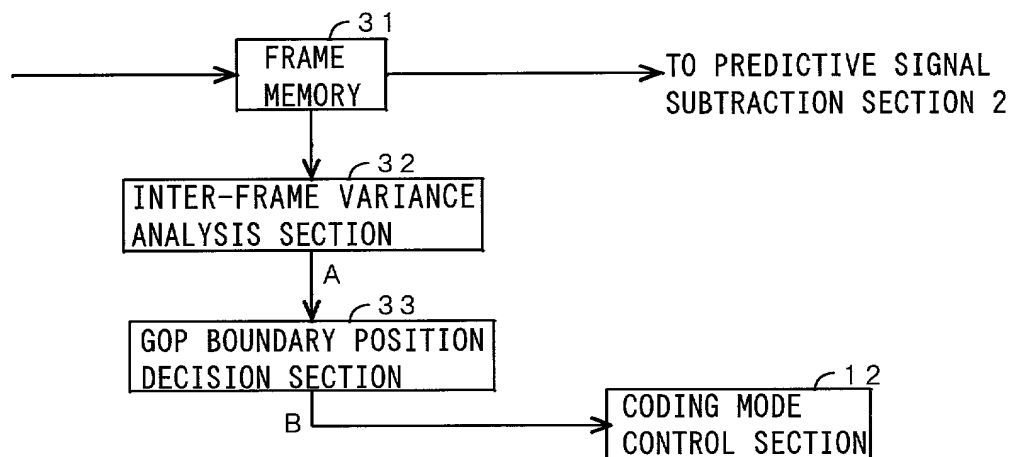 31
FRAME
MEMORY
TO PREDICTIVE SIGNAL
SUBTRACTION SECTION 2
32
INTER-FRAME VARIANCE
ANALYSIS SECTION
A
33
GOP BOUNDARY POSITION
DECISION SECTION
B
12
CODING MODE
CONTROL SECTION